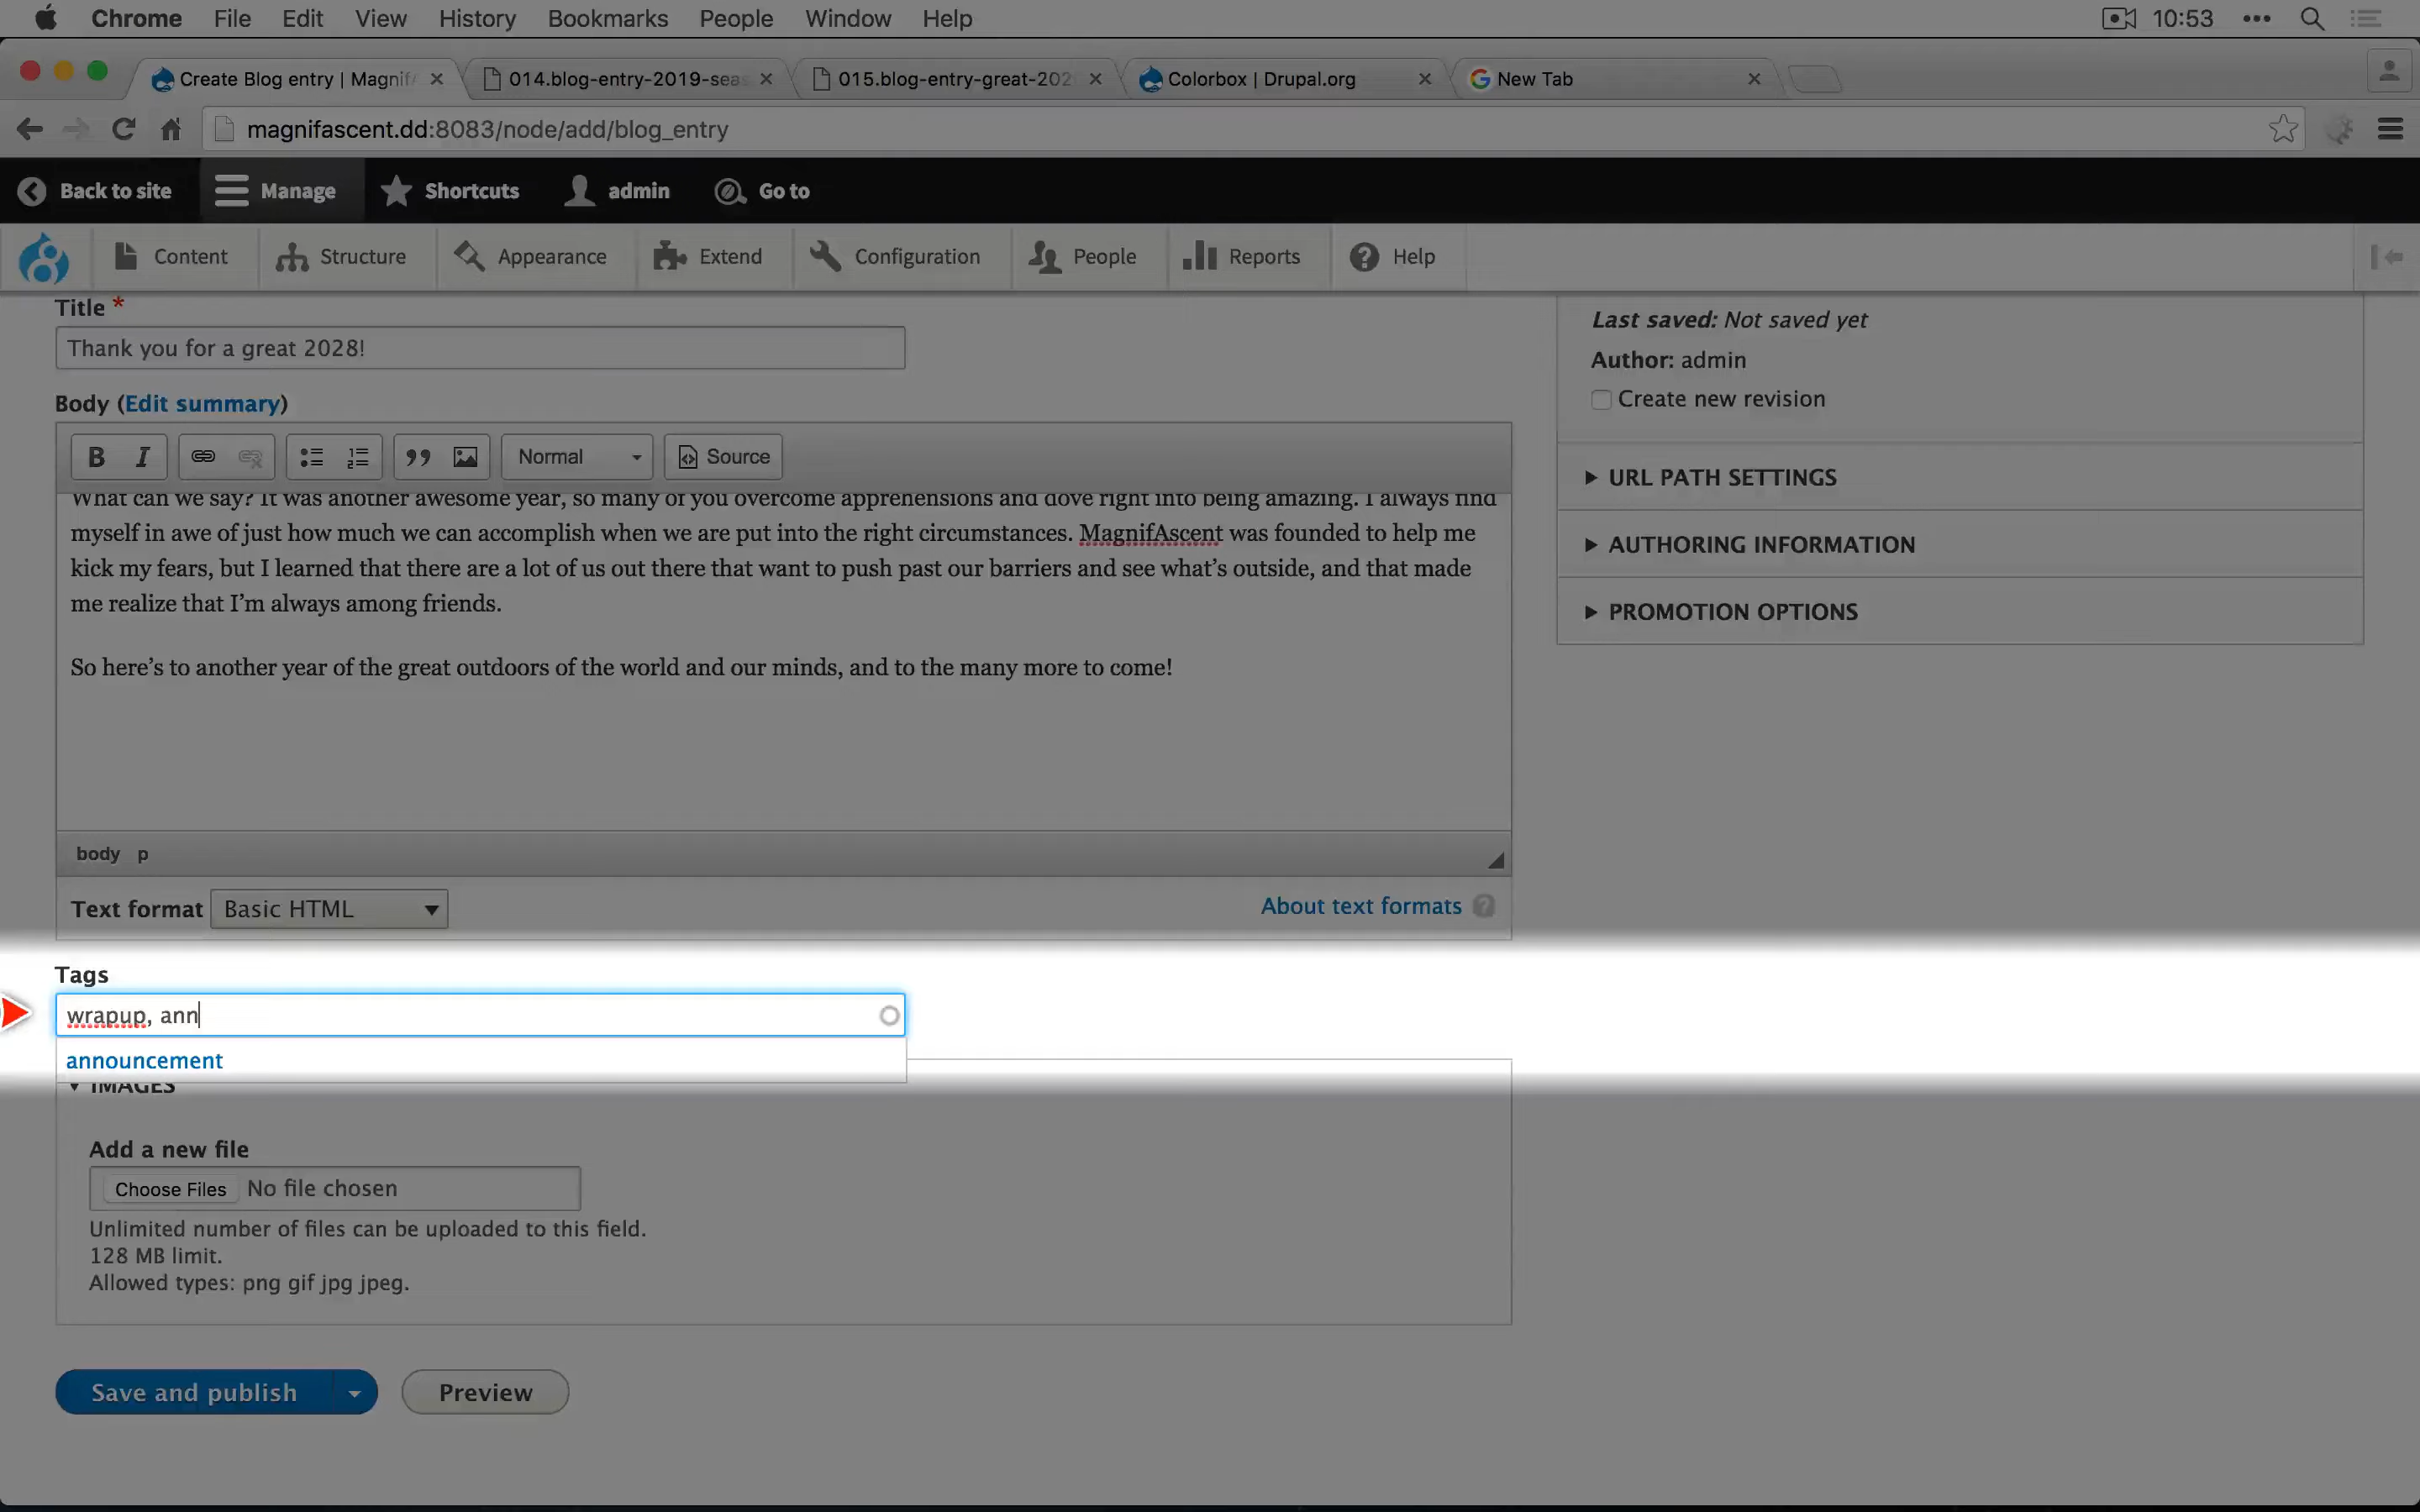 Chrome File Edit View History Bookmarks People Window Help 10:53
Create Blog entry | Magnif 014.blog-entry-2019-seas 015.blog-entry-great-202 Colorbox | Drupal.org New Tab
magnifascent.dd:8083/node/add/blog_entry
Back to site Manage Shortcuts admin Go to
Content Structure Appearance Extend Configuration People Reports Help
Title *
Thank you for a great 2028!
Body (Edit summary)
B I Normal Source
What can we say? It was another awesome year, so many of you overcome apprehensions and dove right into being amazing. I always find
myself in awe of just how much we can accomplish when we are put into the right circumstances. MagnifAscent was founded to help me
kick my fears, but I learned that there are a lot of us out there that want to push past our barriers and see what's outside, and that made
me realize that I'm always among friends.
So here's to another year of the great outdoors of the world and our minds, and to the many more to come!
body p
Text format Basic HTML About text formats ?
Tags
wrapup, ann
announcement
IMAGES
Add a new file
Choose Files No file chosen
Unlimited number of files can be uploaded to this field.
128 MB limit.
Allowed types: png gif jpg jpeg.
Save and publish Preview
Last saved: Not saved yet
Author: admin
Create new revision
URL PATH SETTINGS
AUTHORING INFORMATION
PROMOTION OPTIONS